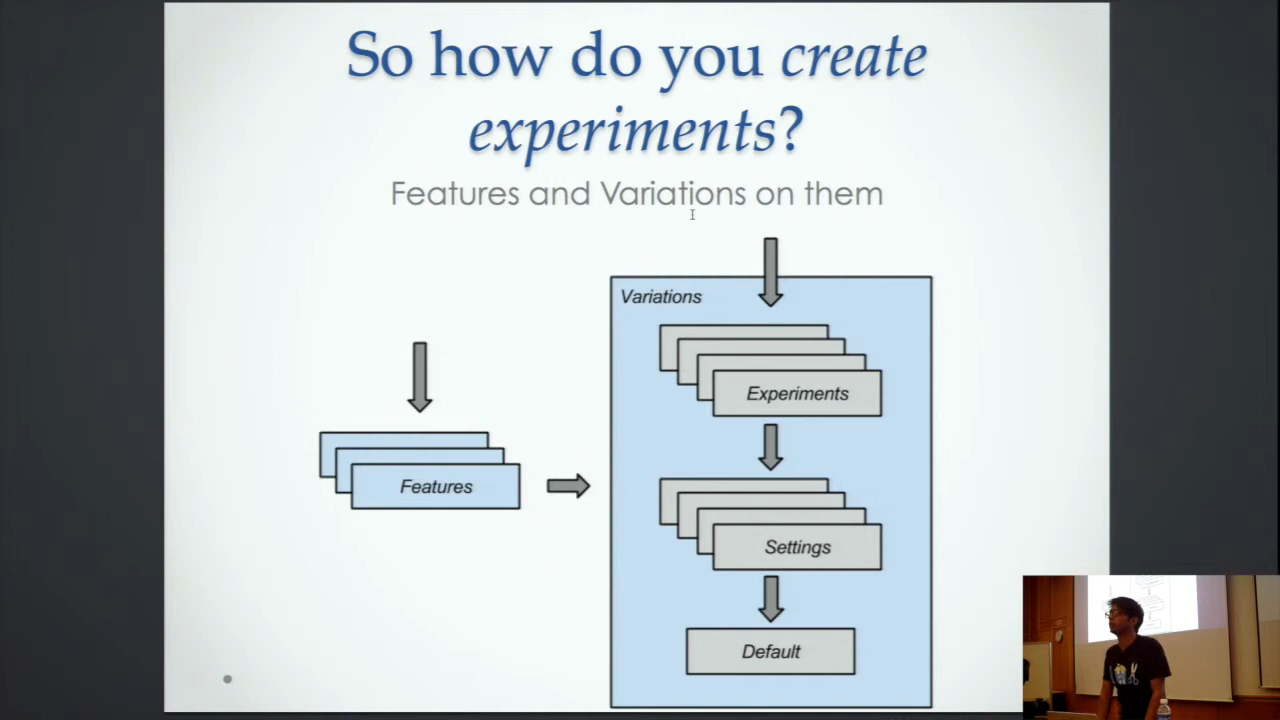 So how do you create
experiments?
Features and Variations on them
Variations
Experiments
Features
Settings
Default